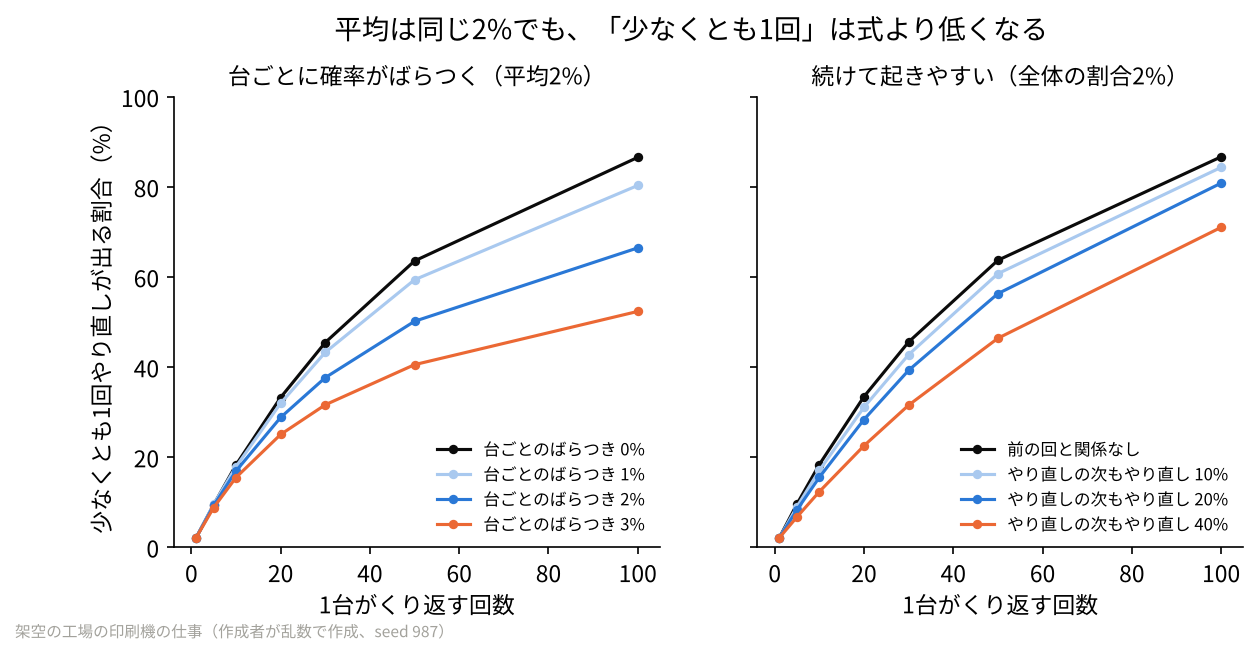 平均は同じ2%でも、「少なくとも1回」は式より低くなる
台ごとに確率がばらつく（平均2%）
少なくとも1回やり直しが出る割合（%）
100
80
60
40
20
0
0 20 40 60 80 100
1台がくり返す回数
台ごとのばらつき 0%
台ごとのばらつき 1%
台ごとのばらつき 2%
台ごとのばらつき 3%
続けて起きやすい（全体の割合2%）
0 20 40 60 80 100
1台がくり返す回数
前の回と関係なし
やり直しの次もやり直し 10%
やり直しの次もやり直し 20%
やり直しの次もやり直し 40%
架空の工場の印刷機の仕事（作成者が乱数で作成、seed 987）